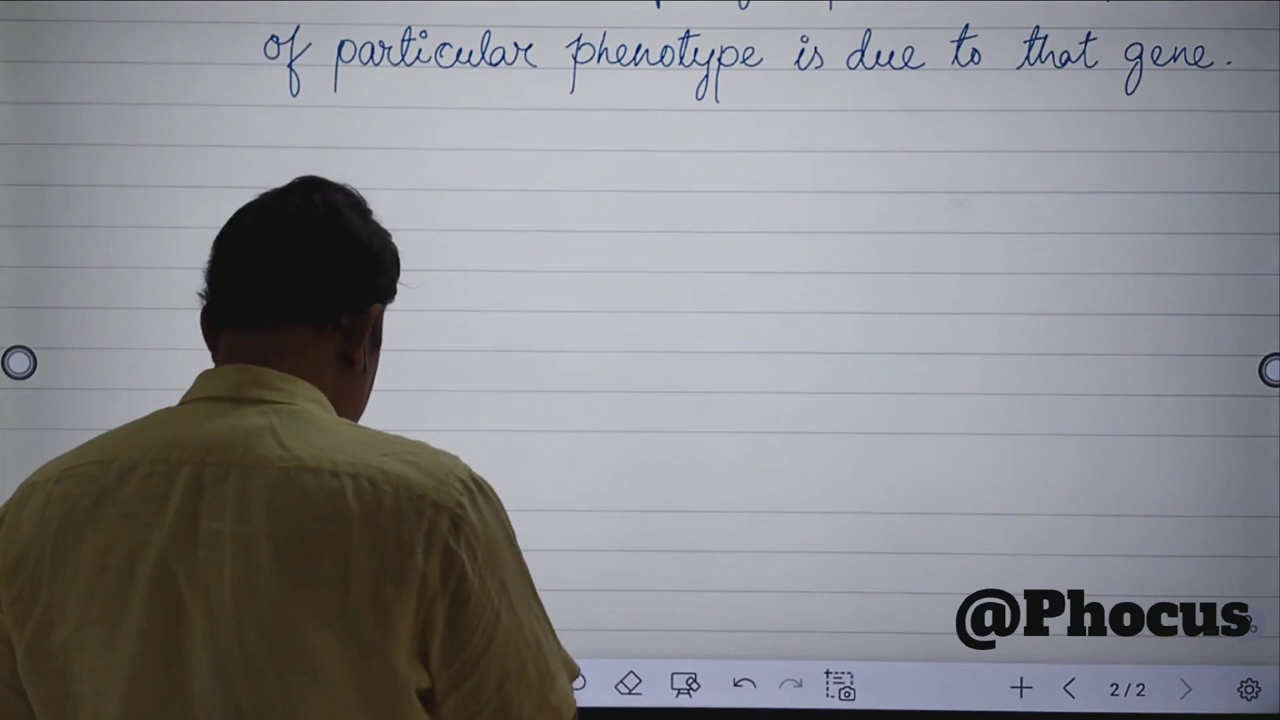 of particular phenotype is due to that gene.
@Phocus
2/2